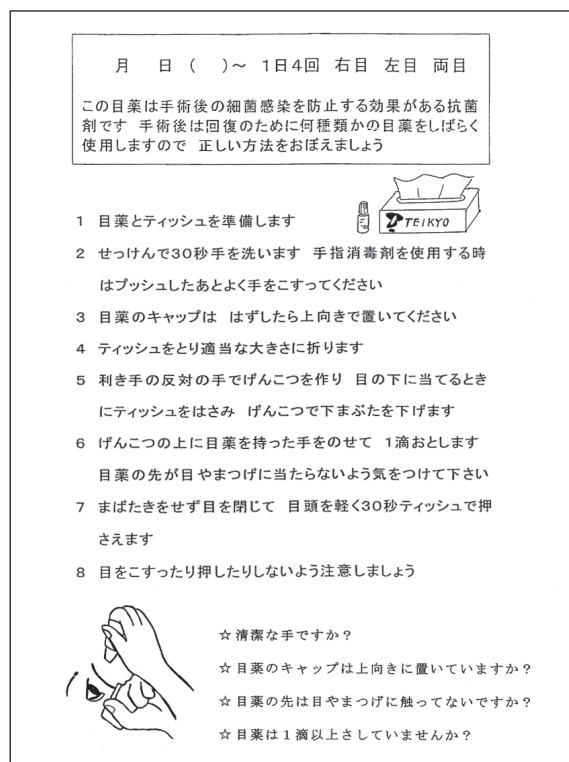 月　日（　）～　1日4回　右目　左目　両目
この目薬は手術後の細菌感染を防止する効果がある抗菌
剤です　手術後は回復のために何種類かの目薬をしばらく
使用しますので　正しい方法をおぼえましょう
TEIKYO
1　目薬とティッシュを準備します
2　せっけんで30秒手を洗います　手指消毒剤を使用する時
はプッシュしたあとよく手をこすってください
3　目薬のキャップは　はずしたら上向きで置いてください
4　ティッシュをとり適当な大きさに折ります
5　利き手の反対の手でげんこつを作り　目の下に当てるとき
にティッシュをはさみ　げんこつで下まぶたを下げます
6　げんこつの上に目薬を持った手をのせて　1滴おとします
目薬の先が目やまつげに当たらないよう気をつけて下さい
7　まばたきをせず目を閉じて　目頭を軽く30秒ティッシュで押
さえます
8　目をこすったり押したりしないよう注意しましょう
☆清潔な手ですか？
☆目薬のキャップは上向きに置いていますか？
☆目薬の先は目やまつげに触ってないですか？
☆目薬は1滴以上さしていませんか？